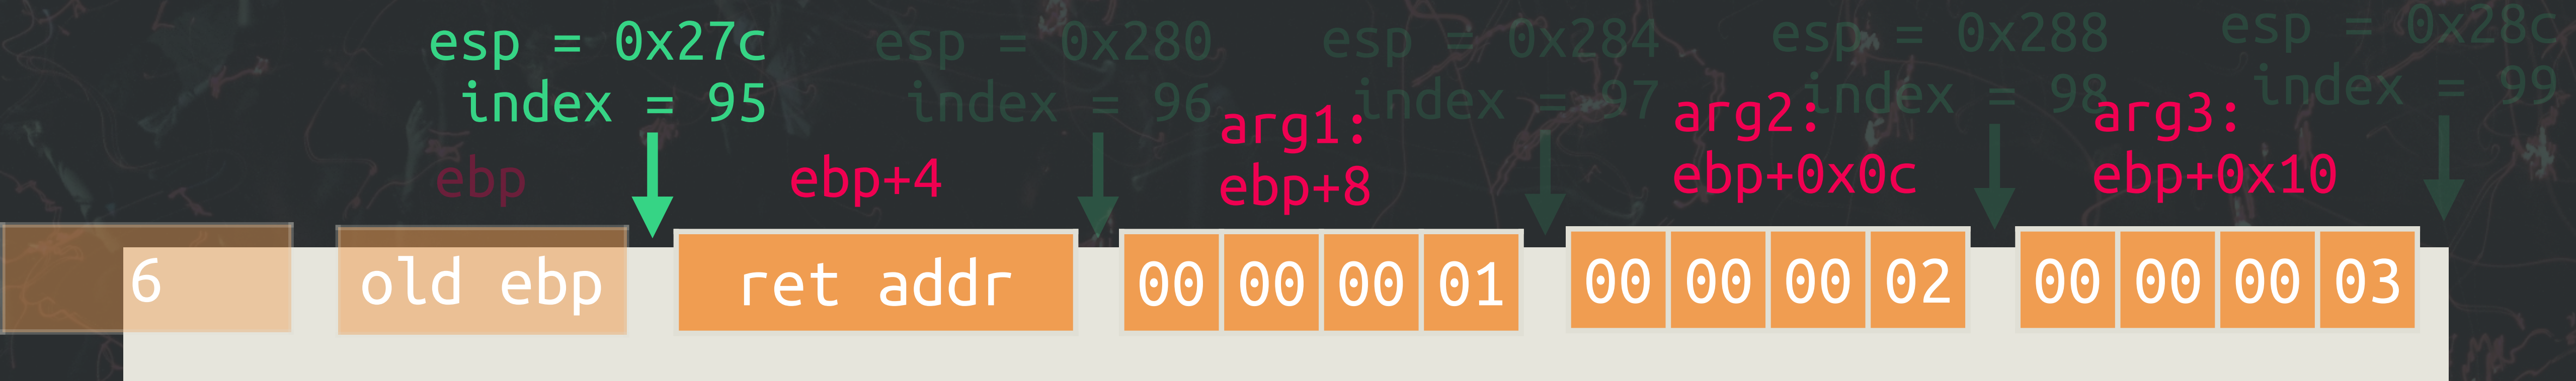 esp = 0x27c
index = 95
esp = 0x280
index = 96
esp = 0x284
index = 97
esp = 0x288
index = 98
esp = 0x28c
index = 99
ebp
ebp+4
arg1:
ebp+8
arg2:
ebp+0x0c
arg3:
ebp+0x10
6
old ebp
ret addr
00 00 00 01
00 00 00 02
00 00 00 03